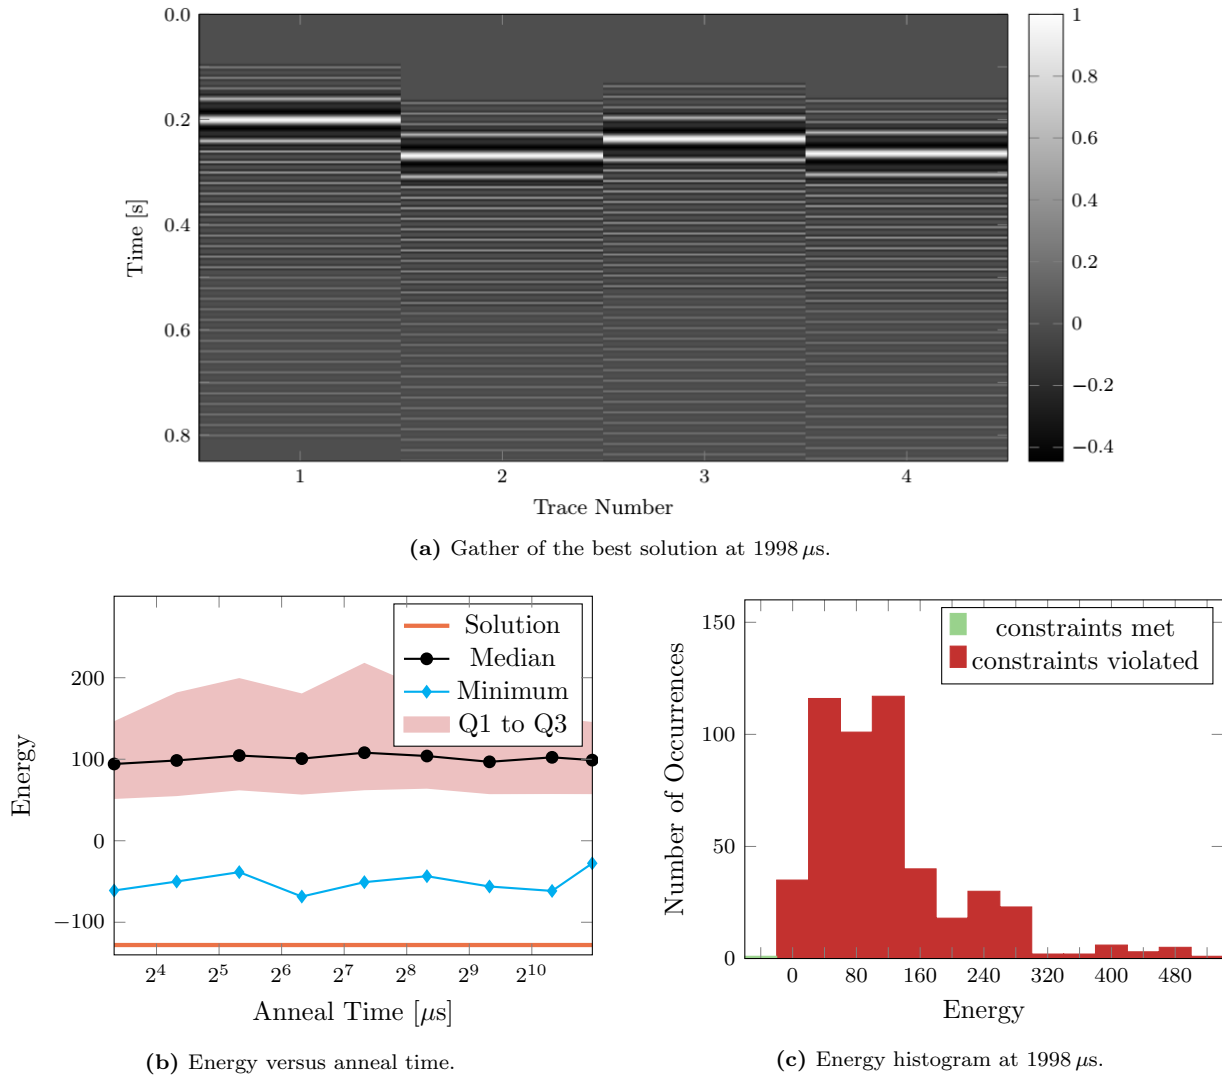 0.0
0.2
0.4
0.6
0.8
Time [s]
1
2
3
4
Trace Number
1
0.8
0.6
0.4
0.2
0
−0.2
−0.4
(a) Gather of the best solution at 1998 μs.
Solution
Median
Minimum
Q1 to Q3
200
100
0
−100
Energy
2^4
2^5
2^6
2^7
2^8
2^9
2^10
Anneal Time [μs]
(b) Energy versus anneal time.
constraints met
constraints violated
150
100
50
0
Number of Occurrences
0
80
160
240
320
400
480
Energy
(c) Energy histogram at 1998 μs.